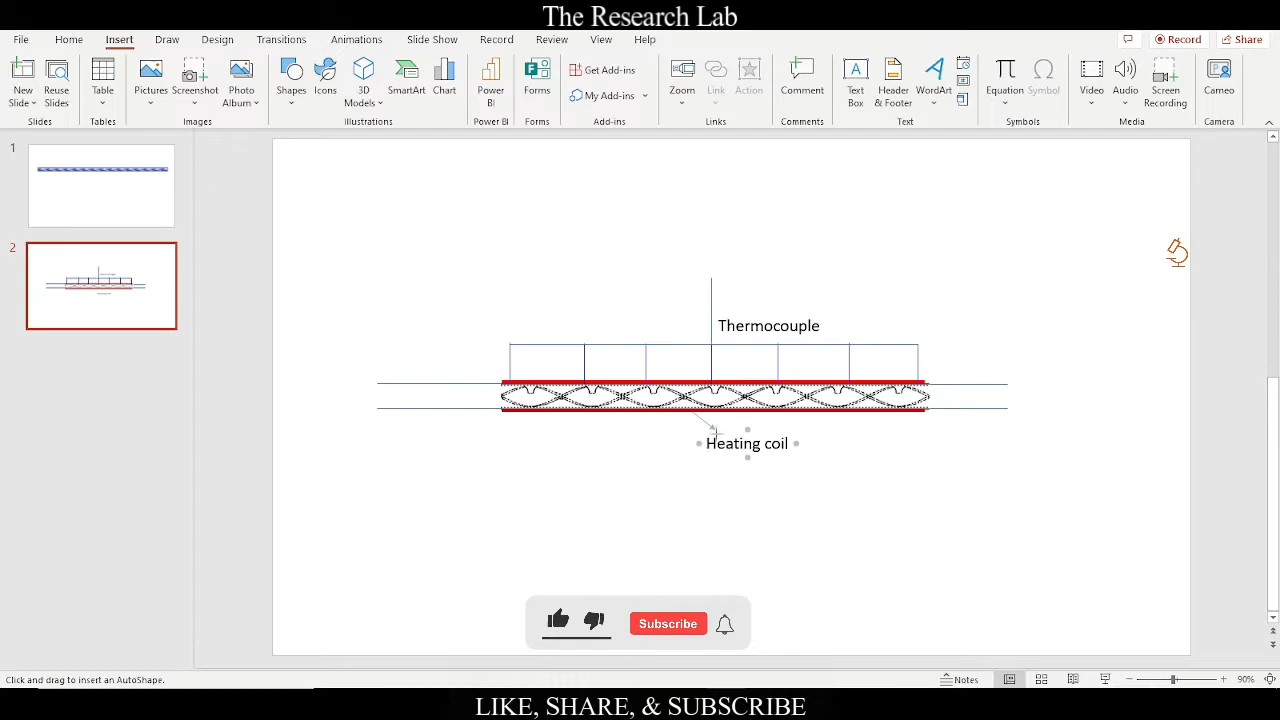 The Research Lab
File Home Insert Draw Design Transitions Animations Slide Show Record Review View Help Record Share
New Slide Reuse Slides Table Pictures Screenshot Photo Album Shapes Icons 3D Models SmartArt Chart Power BI Forms Get Add-ins My Add-ins Zoom Link Action Comment Text Box Header & Footer WordArt Equation Symbol Video Audio Screen Recording Cameo
Slides Tables Images Illustrations Power BI Forms Add-ins Links Comments Text Symbols Media Camera
1
2
Thermocouple
Heating coil
Subscribe
Click and drag to insert an AutoShape. Notes 90%
LIKE, SHARE, & SUBSCRIBE